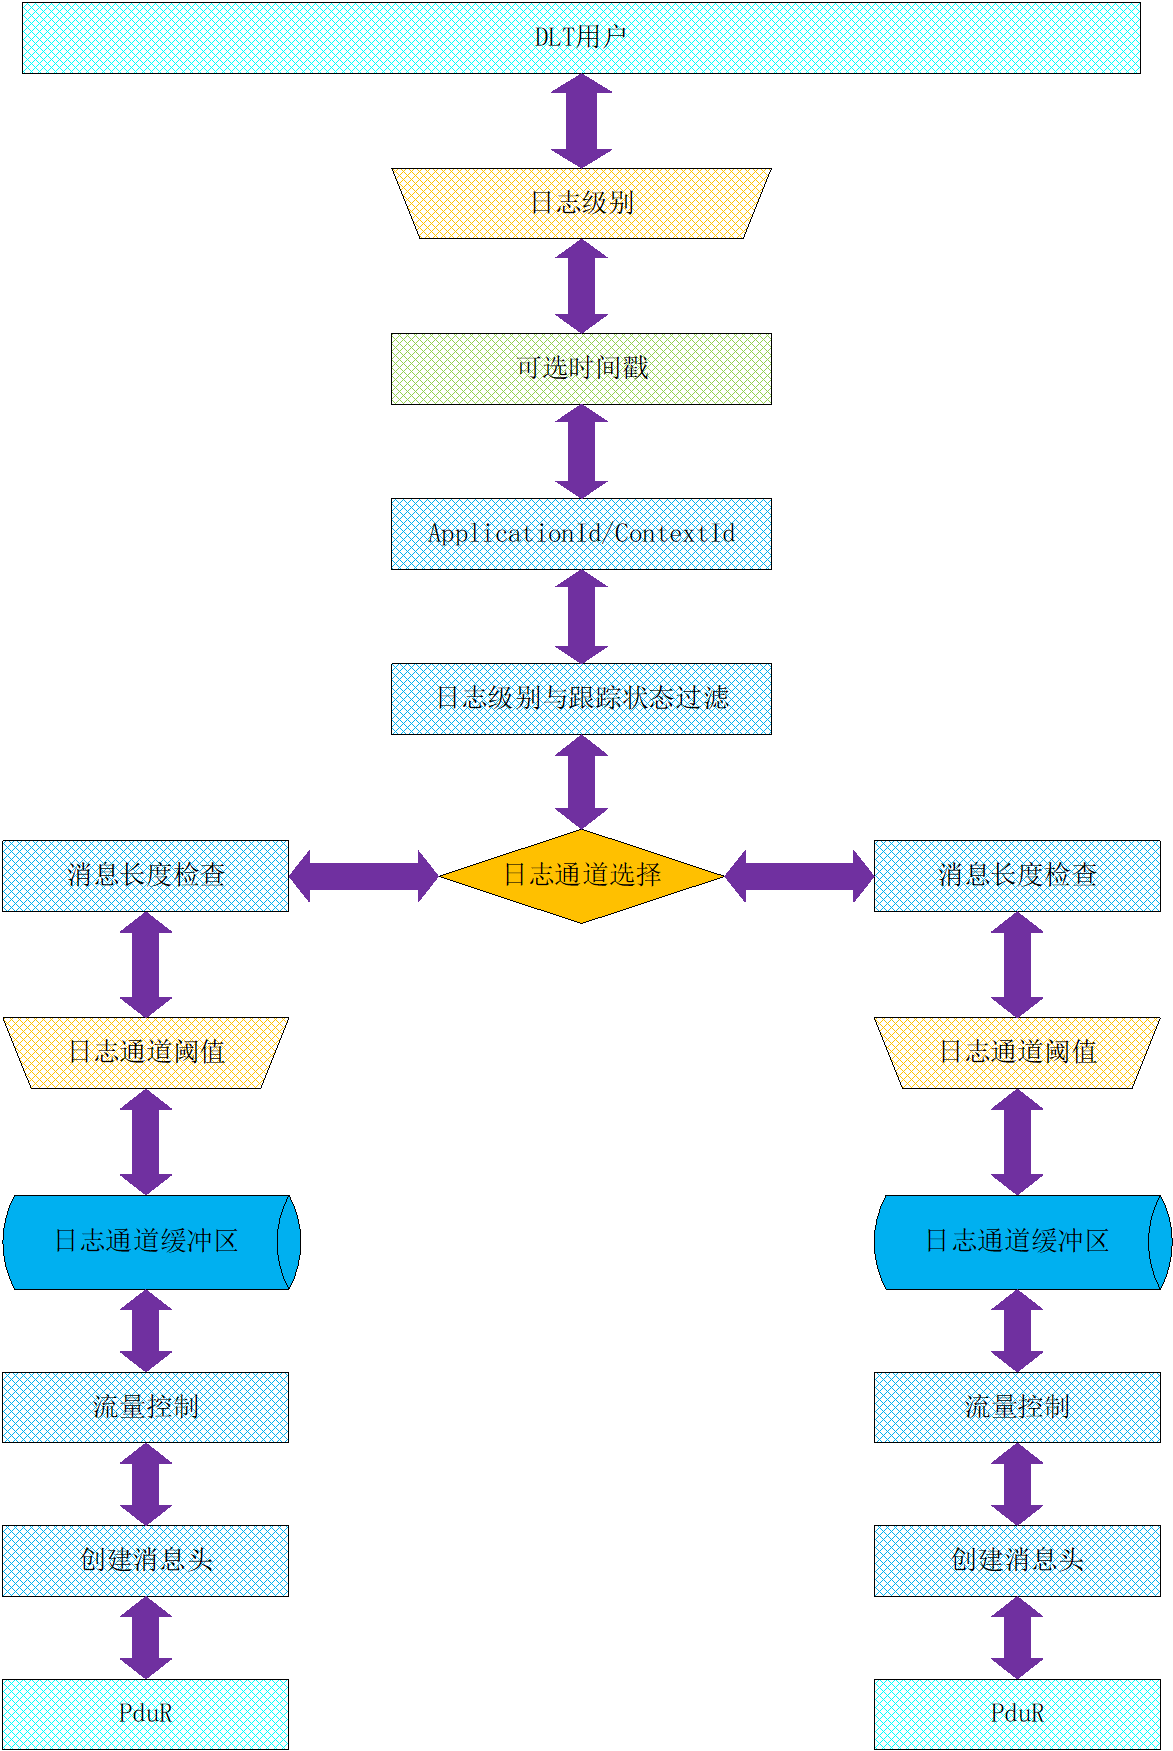 DLT用户
日志级别
可选时间戳
ApplicationId/ContextId
日志级别与跟踪状态过滤
日志通道选择
消息长度检查
日志通道阈值
日志通道缓冲区
流量控制
创建消息头
PduR
消息长度检查
日志通道阈值
日志通道缓冲区
流量控制
创建消息头
PduR